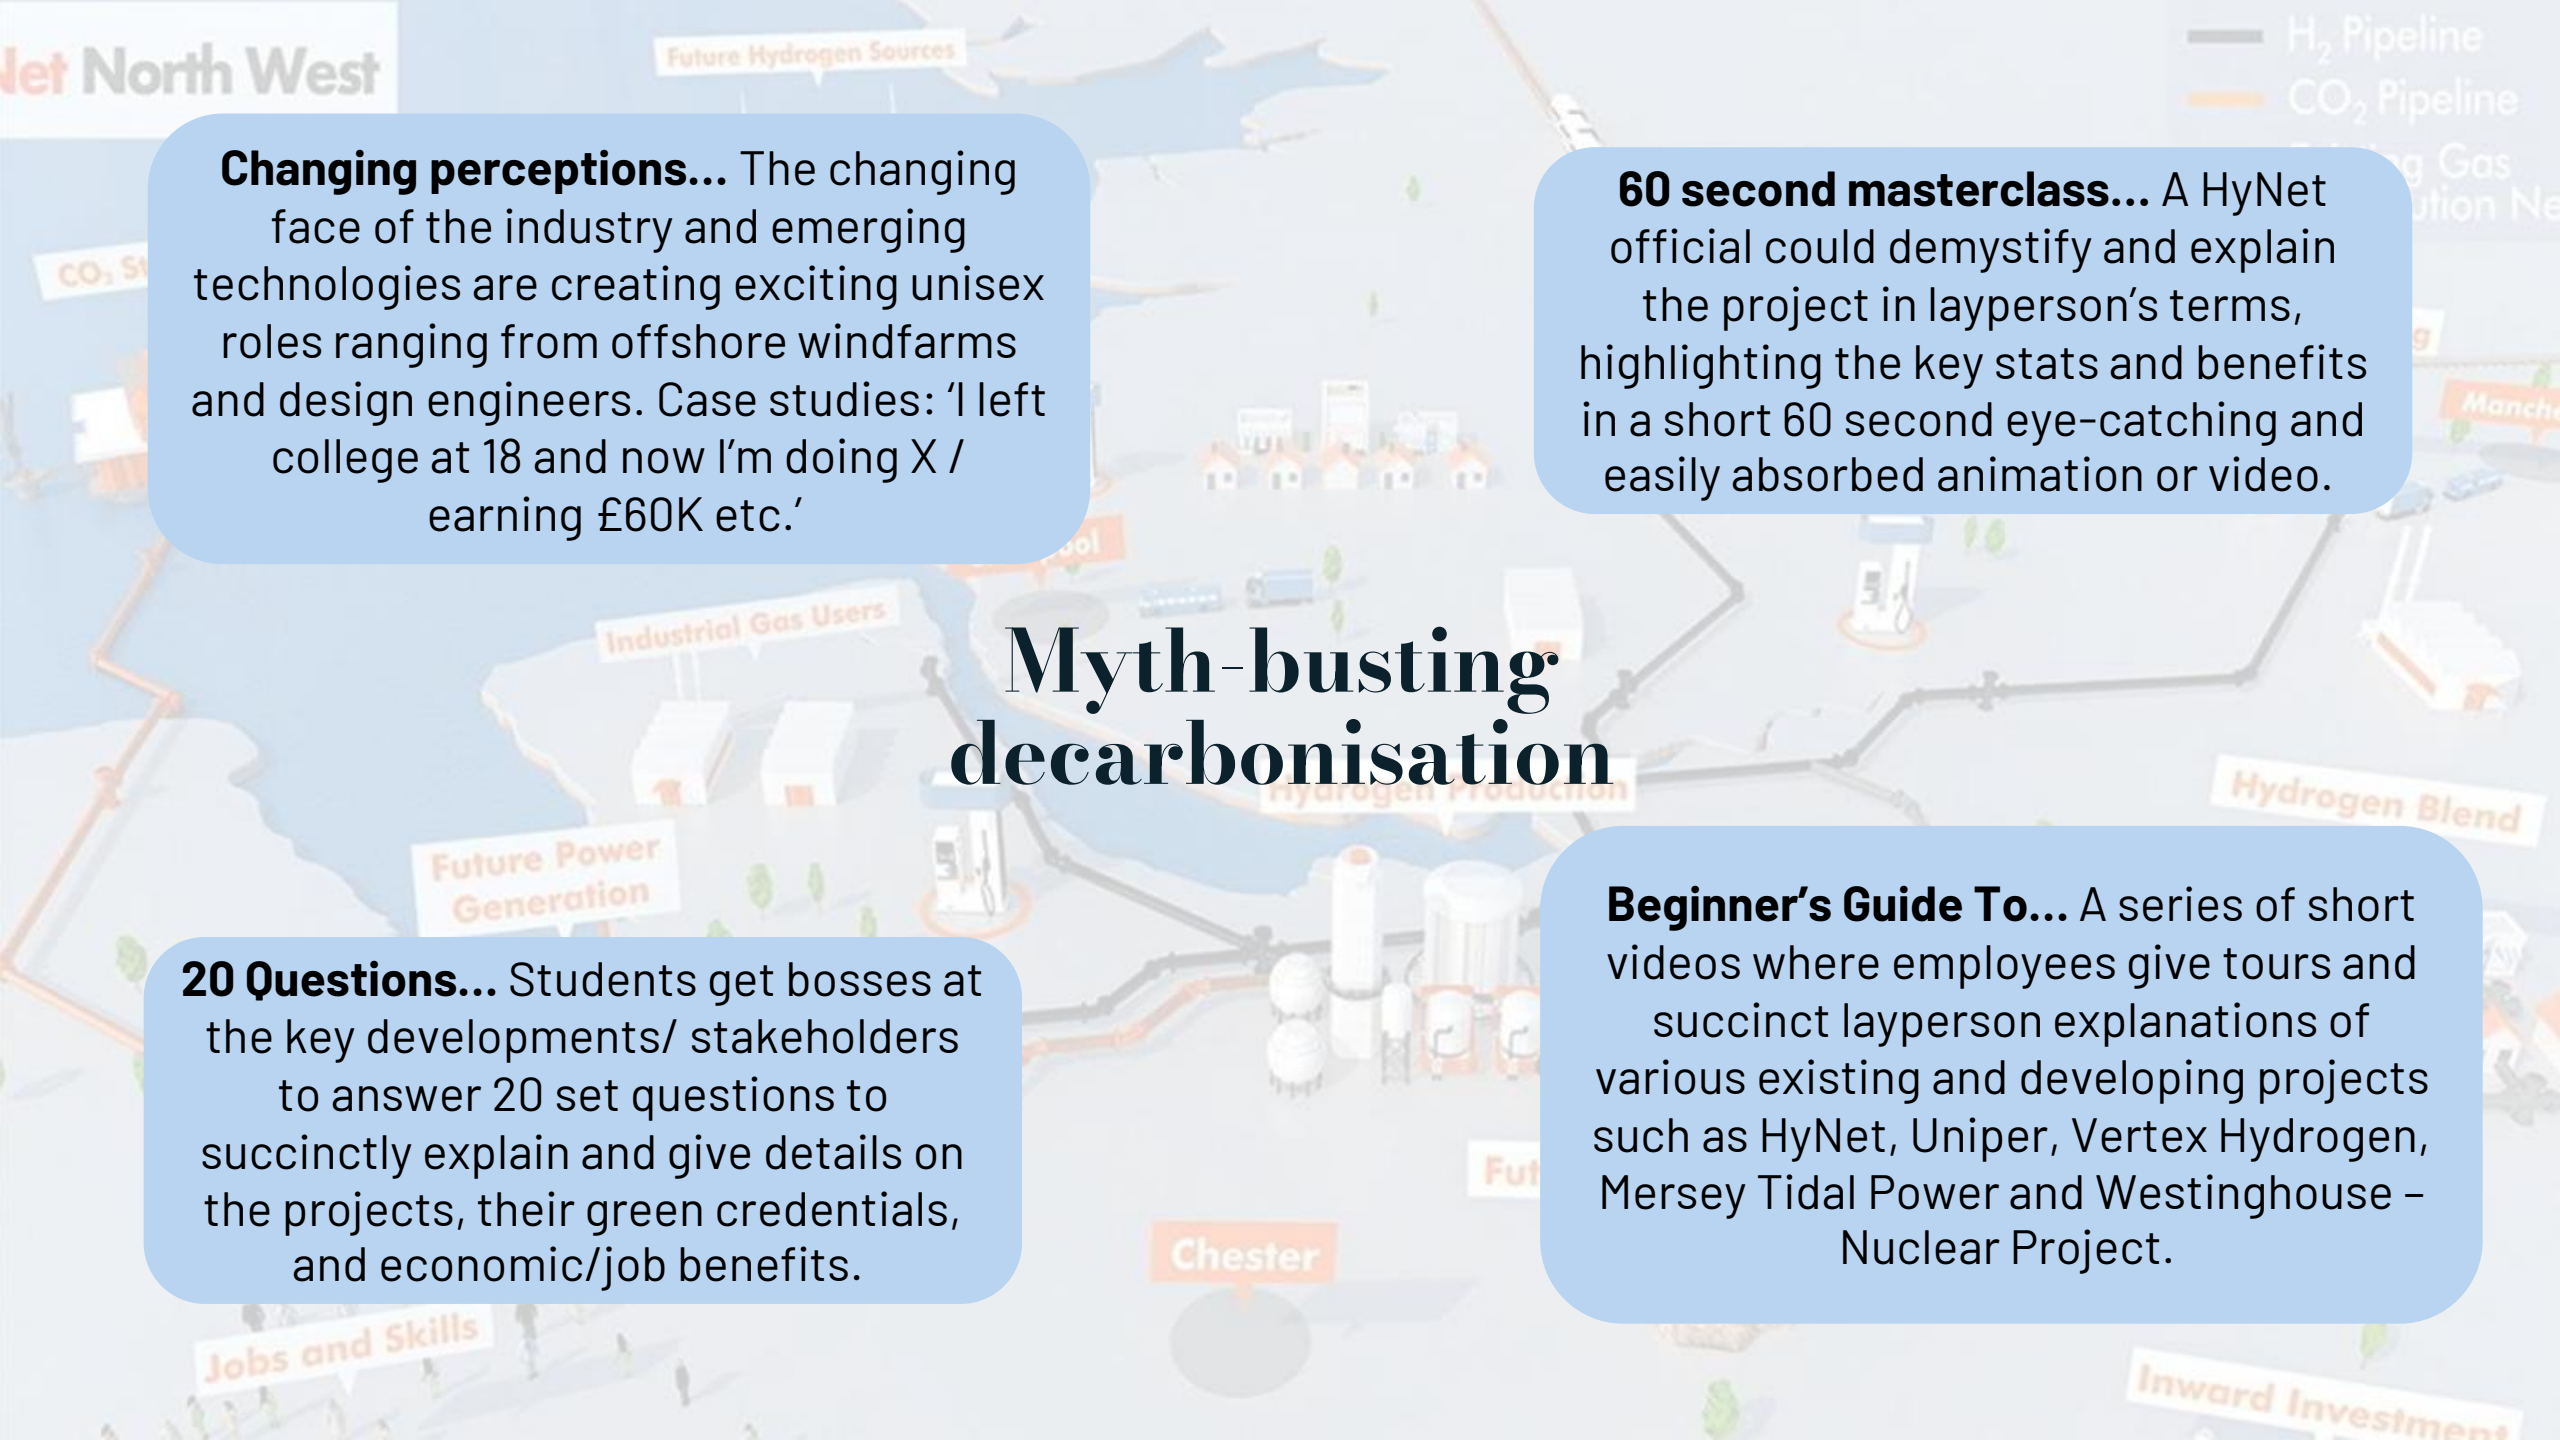 Net North West
Future Hydrogen Sources
H₂ Pipeline
CO₂ Pipeline
Gas
Changing perceptions... The changing
face of the industry and emerging
technologies are creating exciting unisex
roles ranging from offshore windfarms
and design engineers. Case studies: ‘I left
college at 18 and now I’m doing X /
earning £60K etc.’
60 second masterclass... A HyNet
official could demystify and explain
the project in layperson’s terms,
highlighting the key stats and benefits
in a short 60 second eye-catching and
easily absorbed animation or video.
CO₂
Industrial Gas Users
Myth-busting
decarbonisation
Hydrogen Production
Hydrogen Blend
Future Power
Generation
20 Questions... Students get bosses at
the key developments/ stakeholders
to answer 20 set questions to
succinctly explain and give details on
the projects, their green credentials,
and economic/job benefits.
Beginner’s Guide To... A series of short
videos where employees give tours and
succinct layperson explanations of
various existing and developing projects
such as HyNet, Uniper, Vertex Hydrogen,
Mersey Tidal Power and Westinghouse –
Nuclear Project.
Chester
Jobs and Skills
Inward Investment